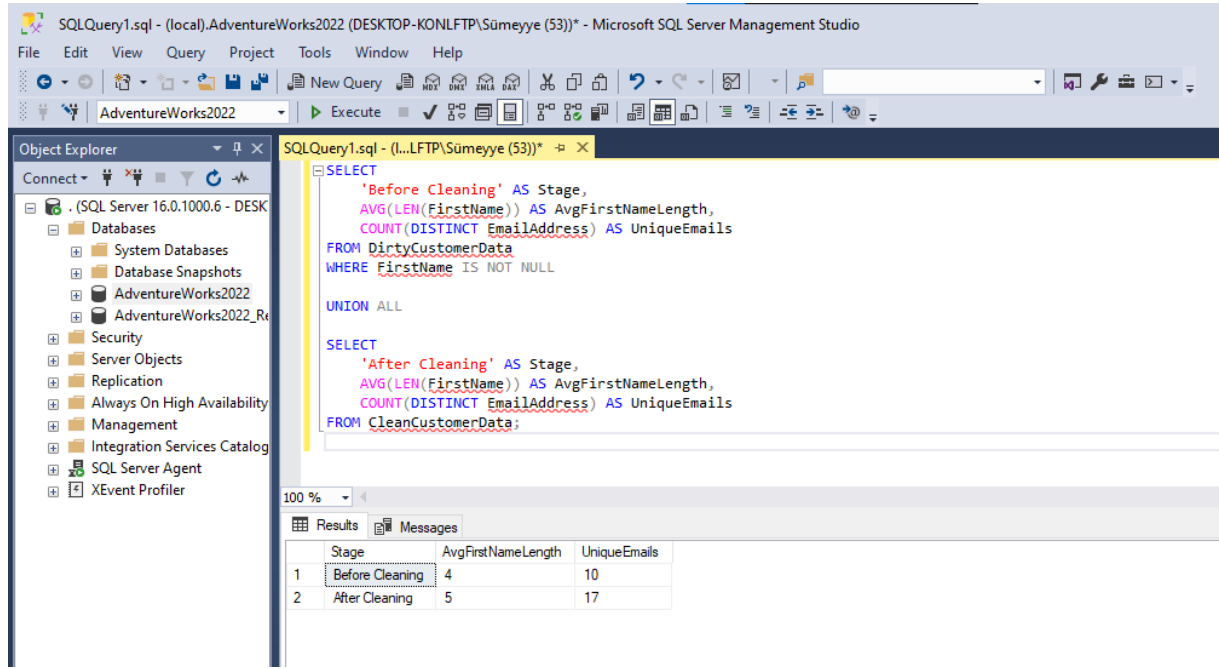 SQLQuery1.sql - (local).AdventureWorks2022 (DESKTOP-KONLFTP\Sümeyye (53))* - Microsoft SQL Server Management Studio
File Edit View Query Project Tools Window Help
New Query MDX DMX XMLA DAX
AdventureWorks2022 Execute
Object Explorer
Connect
. (SQL Server 16.0.1000.6 - DESK
Databases
System Databases
Database Snapshots
AdventureWorks2022
AdventureWorks2022_Re
Security
Server Objects
Replication
Always On High Availability
Management
Integration Services Catalog
SQL Server Agent
XEvent Profiler
SQLQuery1.sql - (l...LFTP\Sümeyye (53))*
SELECT
'Before Cleaning' AS Stage,
AVG(LEN(FirstName)) AS AvgFirstNameLength,
COUNT(DISTINCT EmailAddress) AS UniqueEmails
FROM DirtyCustomerData
WHERE FirstName IS NOT NULL
UNION ALL
SELECT
'After Cleaning' AS Stage,
AVG(LEN(FirstName)) AS AvgFirstNameLength,
COUNT(DISTINCT EmailAddress) AS UniqueEmails
FROM CleanCustomerData;
100 %
Results Messages
Stage AvgFirstNameLength UniqueEmails
1 Before Cleaning 4 10
2 After Cleaning 5 17